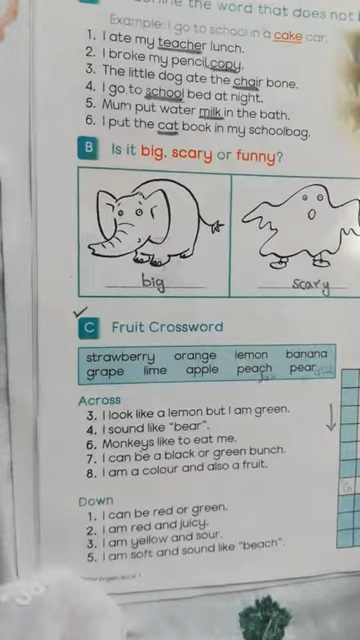 the word that does not
Example: I go to school in a cake car.
1. I ate my teacher lunch.
2. I broke my pencil copy.
3. The little dog ate the chair bone.
4. I go to school bed at night.
5. Mum put water milk in the bath.
6. I put the cat book in my schoolbag.
B Is it big, scary or funny?
big scary
C Fruit Crossword
strawberry orange lemon banana
grape lime apple peach pear
Across
3. I look like a lemon but I am green.
4. I sound like "bear".
6. Monkeys like to eat me.
7. I can be a black or green bunch.
8. I am a colour and also a fruit.
Down
1. I can be red or green.
2. I am red and juicy.
3. I am yellow and sour.
5. I am soft and sound like "beach".